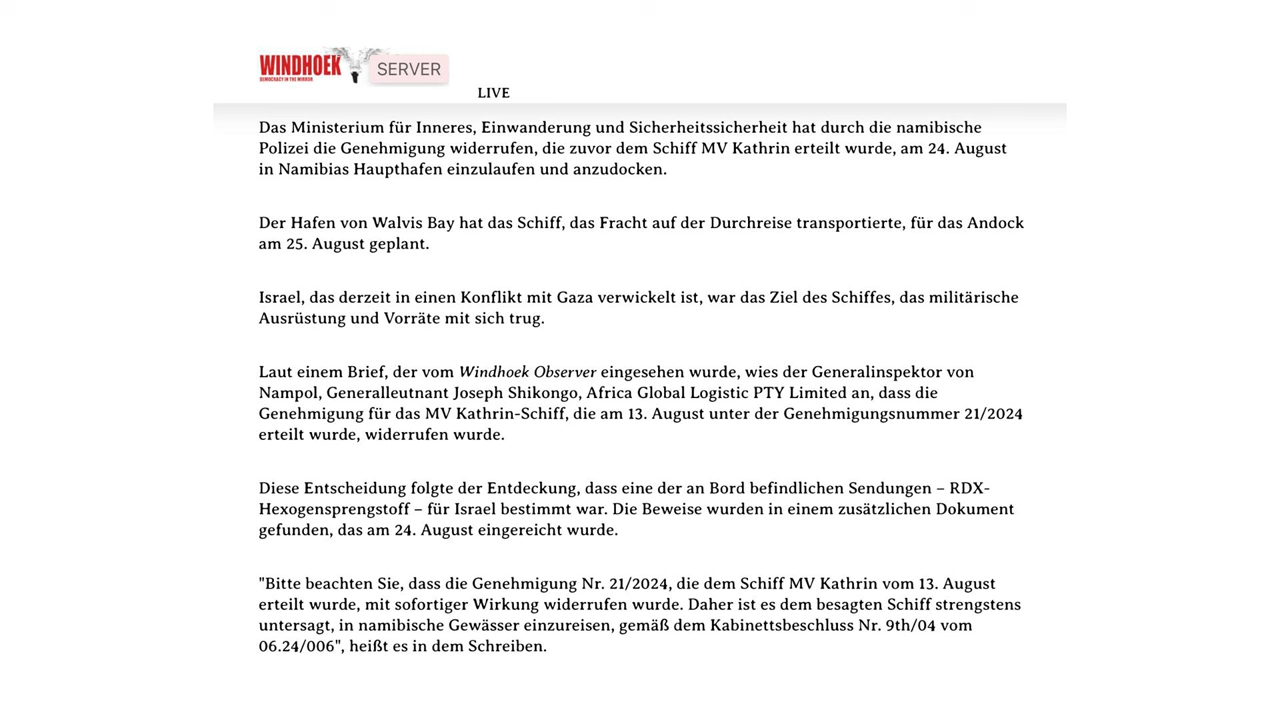 WINDHOEK SERVER
DEMOCRACY IN THE MIRROR
LIVE
Das Ministerium für Inneres, Einwanderung und Sicherheitssicherheit hat durch die namibische
Polizei die Genehmigung widerrufen, die zuvor dem Schiff MV Kathrin erteilt wurde, am 24. August
in Namibias Haupthafen einzulaufen und anzudocken.
Der Hafen von Walvis Bay hat das Schiff, das Fracht auf der Durchreise transportierte, für das Andock
am 25. August geplant.
Israel, das derzeit in einen Konflikt mit Gaza verwickelt ist, war das Ziel des Schiffes, das militärische
Ausrüstung und Vorräte mit sich trug.
Laut einem Brief, der vom Windhoek Observer eingesehen wurde, wies der Generalinspektor von
Nampol, Generalleutnant Joseph Shikongo, Africa Global Logistic PTY Limited an, dass die
Genehmigung für das MV Kathrin-Schiff, die am 13. August unter der Genehmigungsnummer 21/2024
erteilt wurde, widerrufen wurde.
Diese Entscheidung folgte der Entdeckung, dass eine der an Bord befindlichen Sendungen – RDX-
Hexogensprengstoff – für Israel bestimmt war. Die Beweise wurden in einem zusätzlichen Dokument
gefunden, das am 24. August eingereicht wurde.
"Bitte beachten Sie, dass die Genehmigung Nr. 21/2024, die dem Schiff MV Kathrin vom 13. August
erteilt wurde, mit sofortiger Wirkung widerrufen wurde. Daher ist es dem besagten Schiff strengstens
untersagt, in namibische Gewässer einzureisen, gemäß dem Kabinettsbeschluss Nr. 9th/04 vom
06.24/006", heißt es in dem Schreiben.